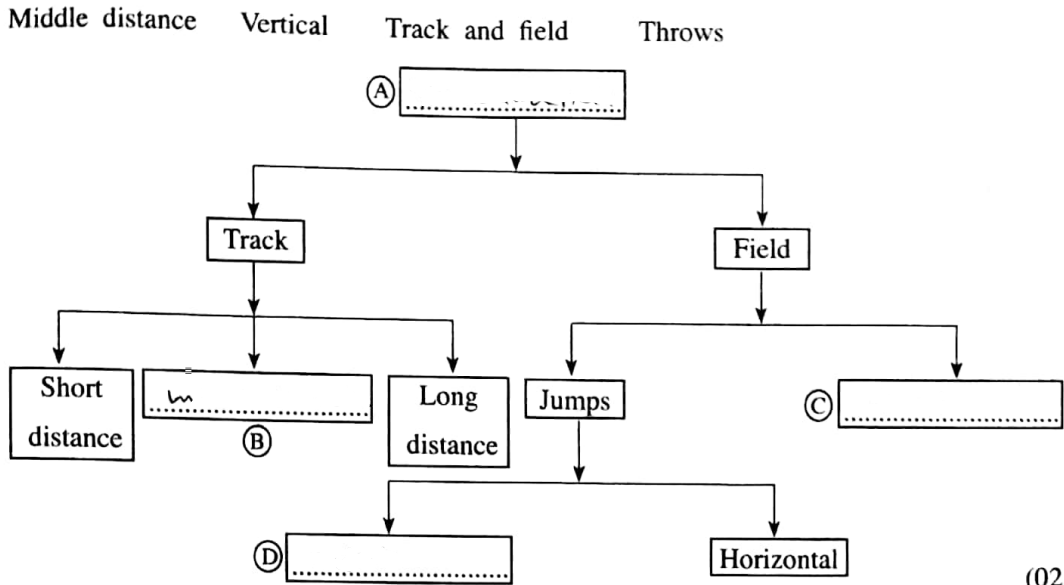 Middle distance Vertical Track and field Throws
A
Track Field
Short distance
B
Long distance
Jumps
C
D
Horizontal
(02